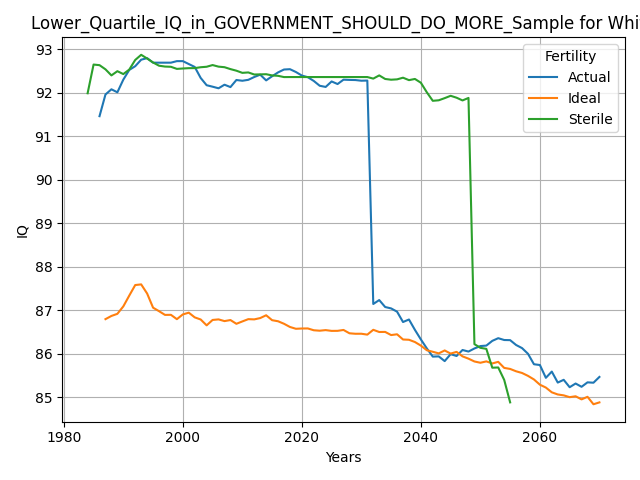 Lower_Quartile_IQ_in_GOVERNMENT_SHOULD_DO_MORE_Sample for Whi
93
92
91
90
89
88
87
86
85
IQ
1980
2000
2020
2040
2060
Years
Fertility
Actual
Ideal
Sterile